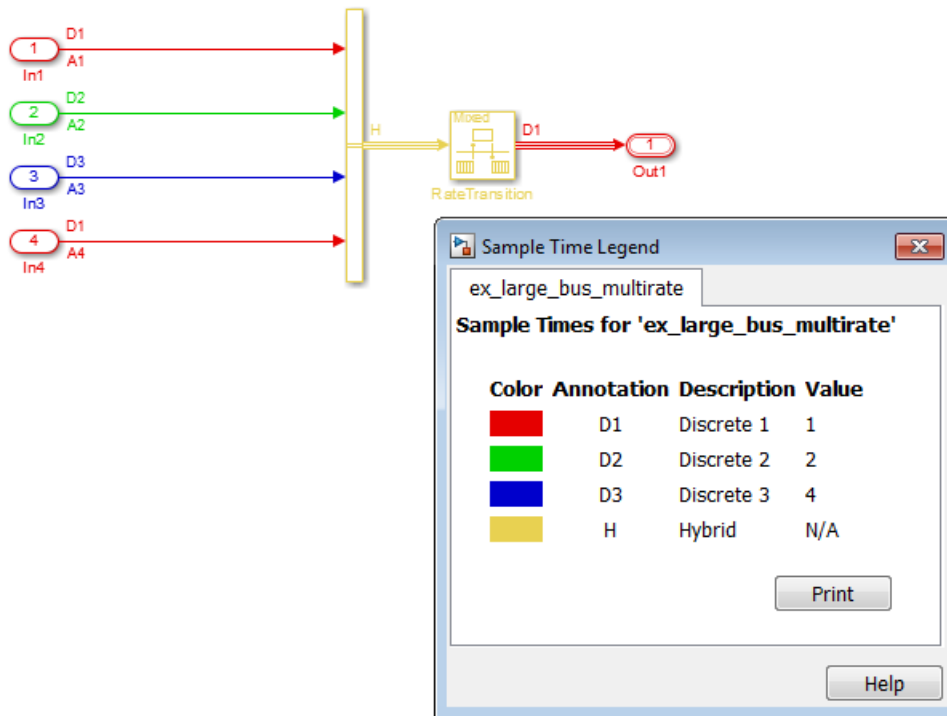 D1
1
A1
In1
D2
2
A2
In2
D3
3
A3
In3
D1
4
A4
In4
H
Mixed
RateTransition
D1
1
Out1
Sample Time Legend
ex_large_bus_multirate
Sample Times for 'ex_large_bus_multirate'
Color Annotation Description Value
D1 Discrete 1 1
D2 Discrete 2 2
D3 Discrete 3 4
H Hybrid N/A
Print
Help